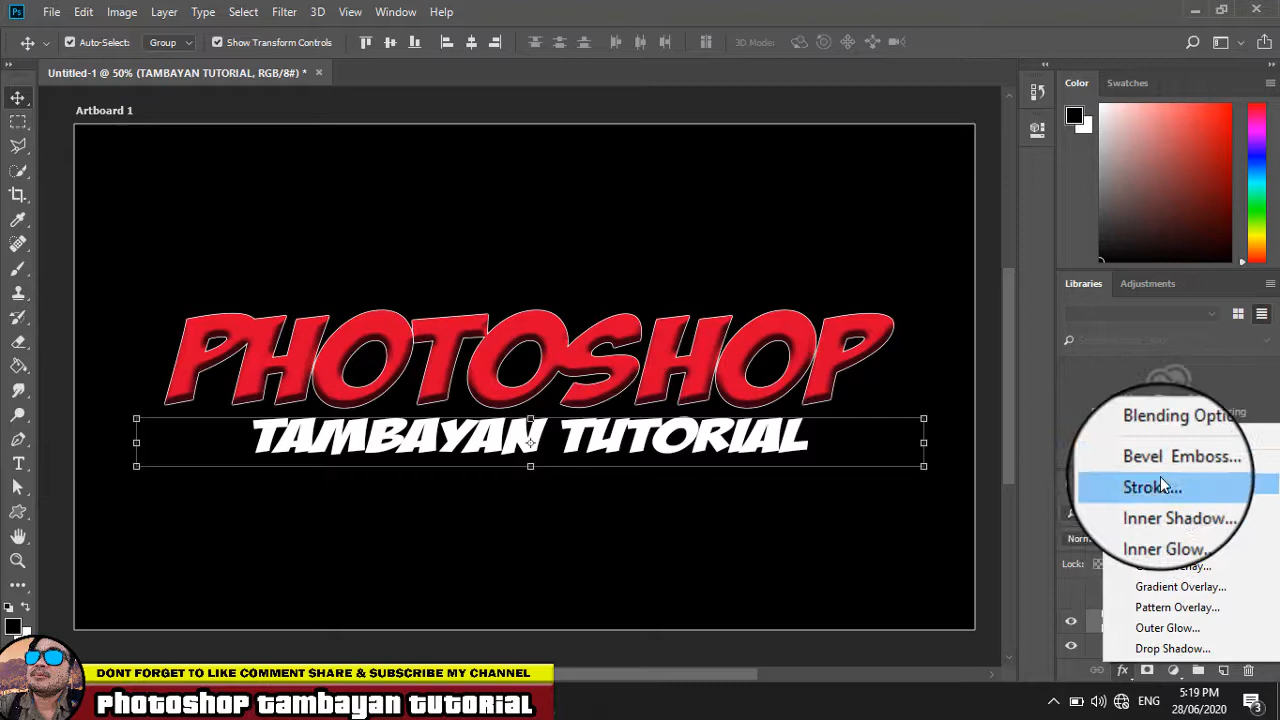 Ps File Edit Image Layer Type Select Filter 3D View Window Help
Auto-Select: Group Show Transform Controls 3D Mode:
Untitled-1 @ 50% (TAMBAYAN TUTORIAL, RGB/8#) * ×
Artboard 1
Color Swatches
Libraries Adjustments
PHOTOSHOP
TAMBAYAN TUTORIAL
Bevel Emboss...
Stroke...
Inner Shadow...
Inner Glow...
Lock:
Gradient Overlay...
Pattern Overlay...
Outer Glow...
Drop Shadow...
fx
DONT FORGET TO LIKE COMMENT SHARE & SUBSCRIBE MY CHANNEL
PHOTOSHOP TAMBAYAN TUTORIAL
ENG
5:19 PM
28/06/2020
3